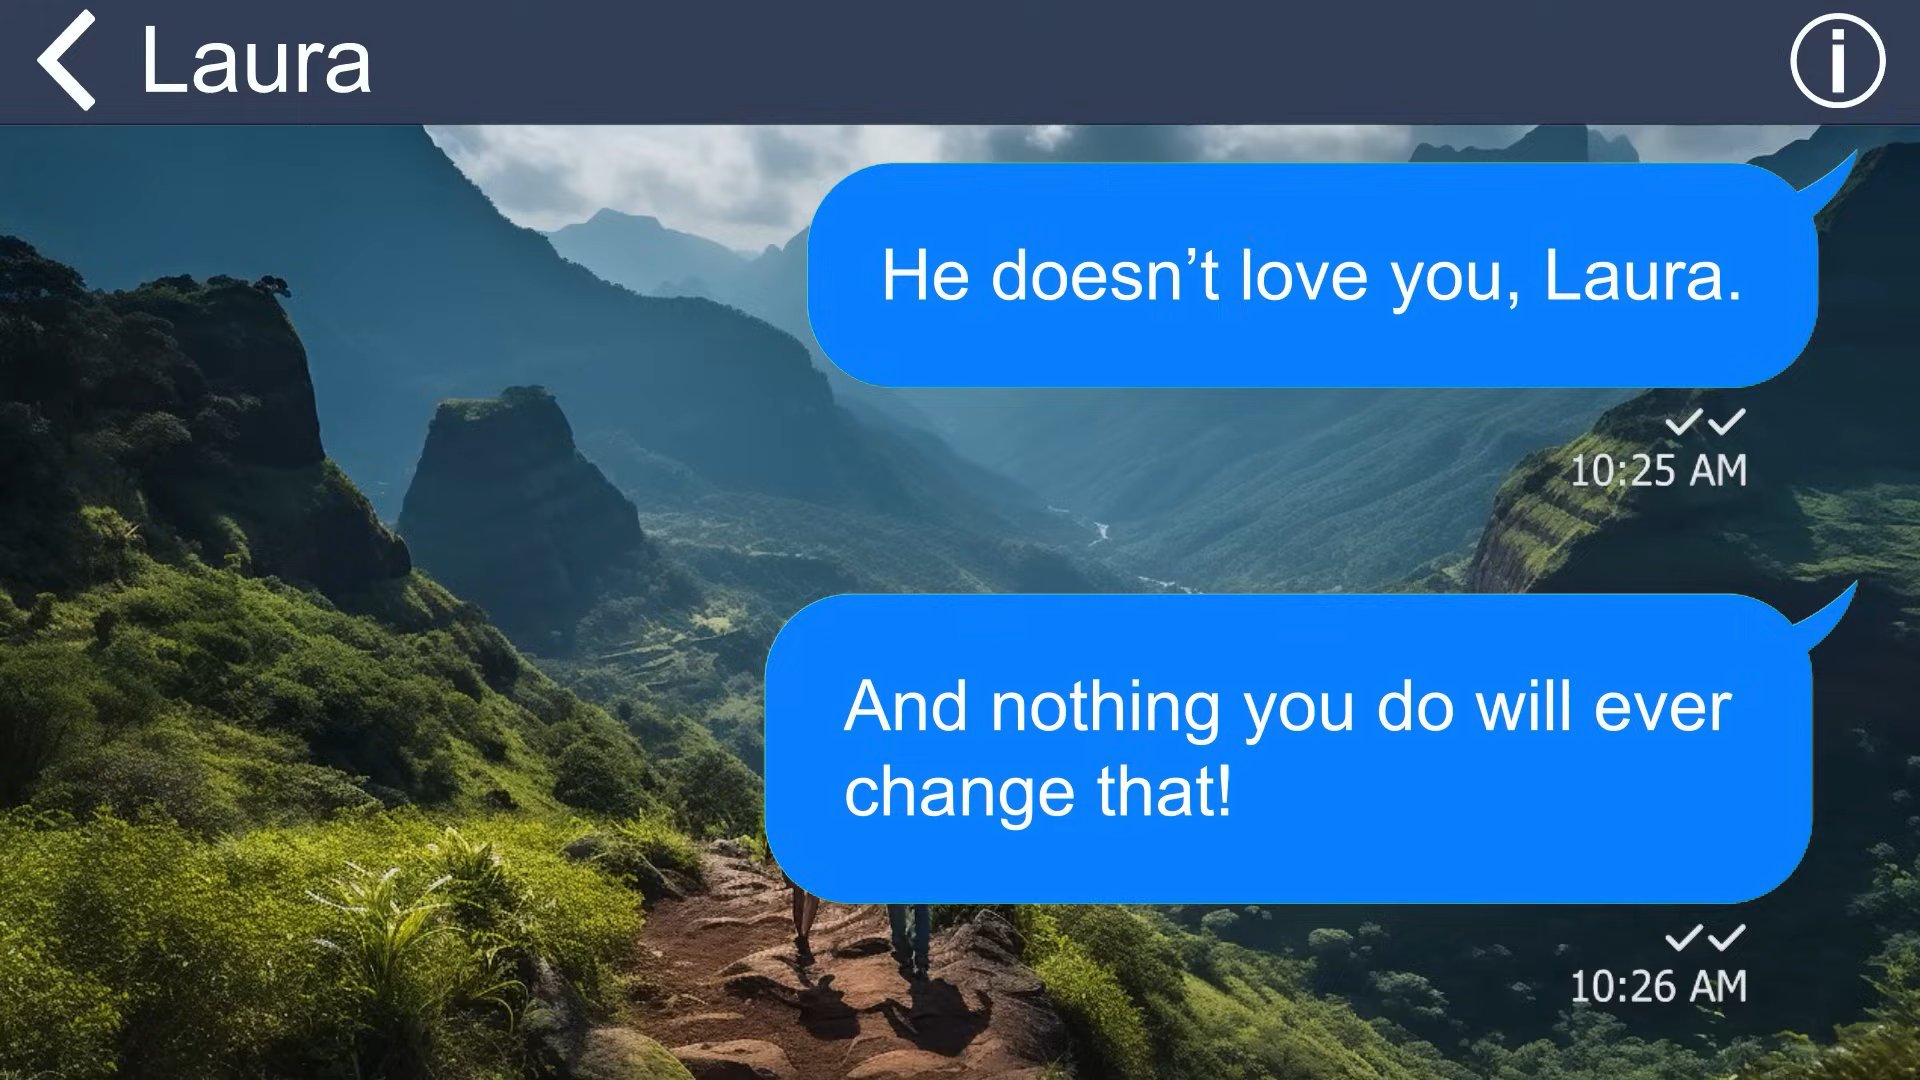 Laura
He doesn’t love you, Laura.
10:25 AM
And nothing you do will ever
change that!
10:26 AM